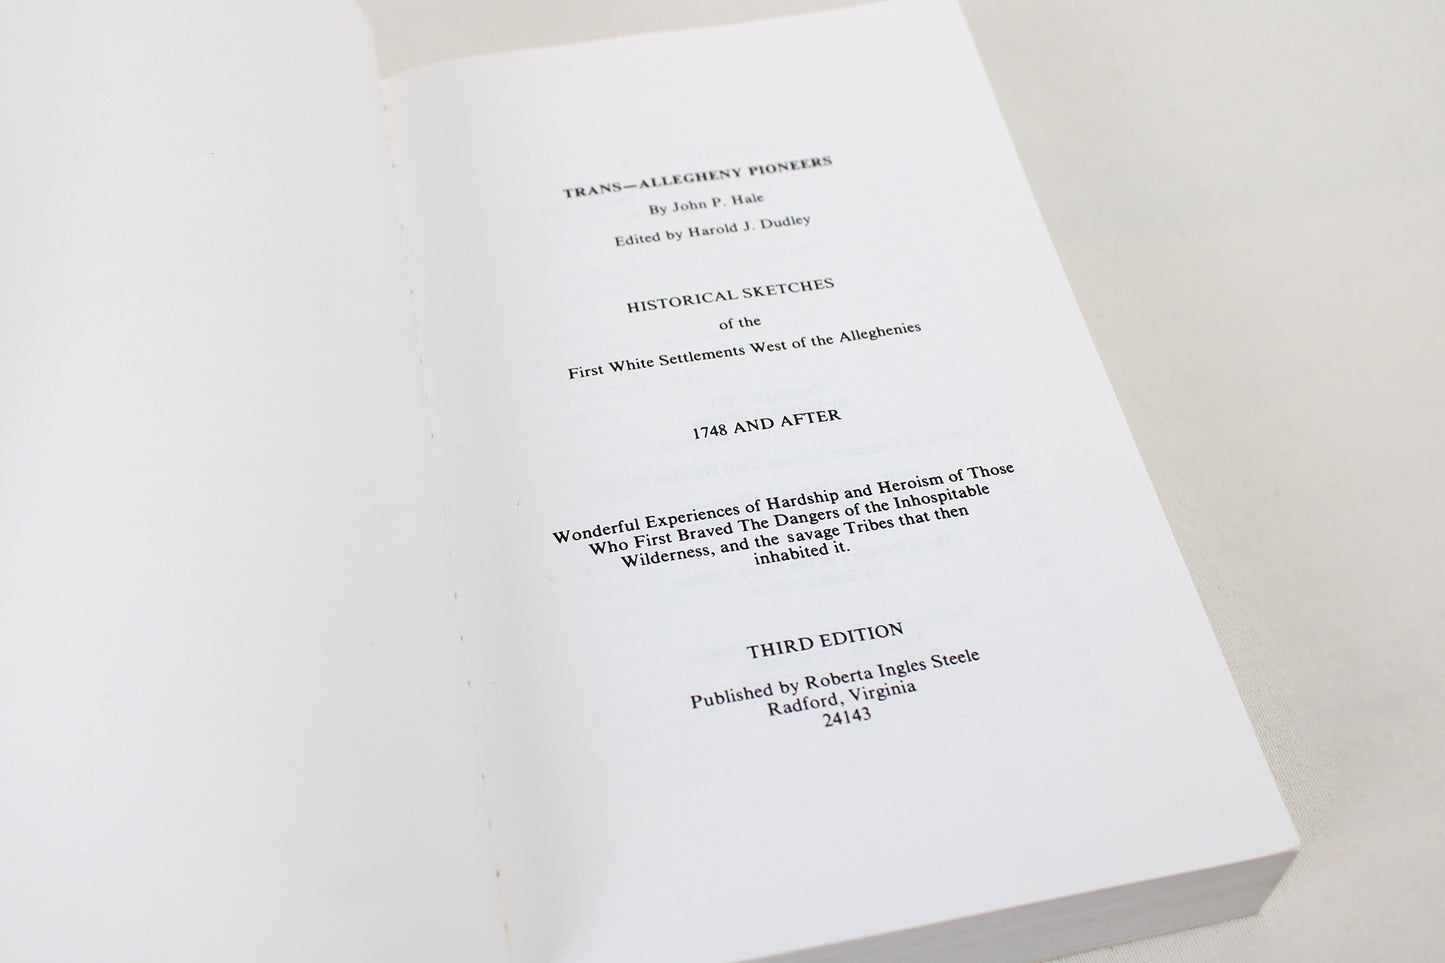 TRANS—ALLEGHENY PIONEERS
By John P. Hale
Edited by Harold J. Dudley
HISTORICAL SKETCHES
of the
First White Settlements West of the Alleghenies
1748 AND AFTER
Wonderful Experiences of Hardship and Heroism of Those
Who First Braved The Dangers of the Inhospitable
Wilderness, and the savage Tribes that then
inhabited it.
THIRD EDITION
Published by Roberta Ingles Steele
Radford, Virginia
24143